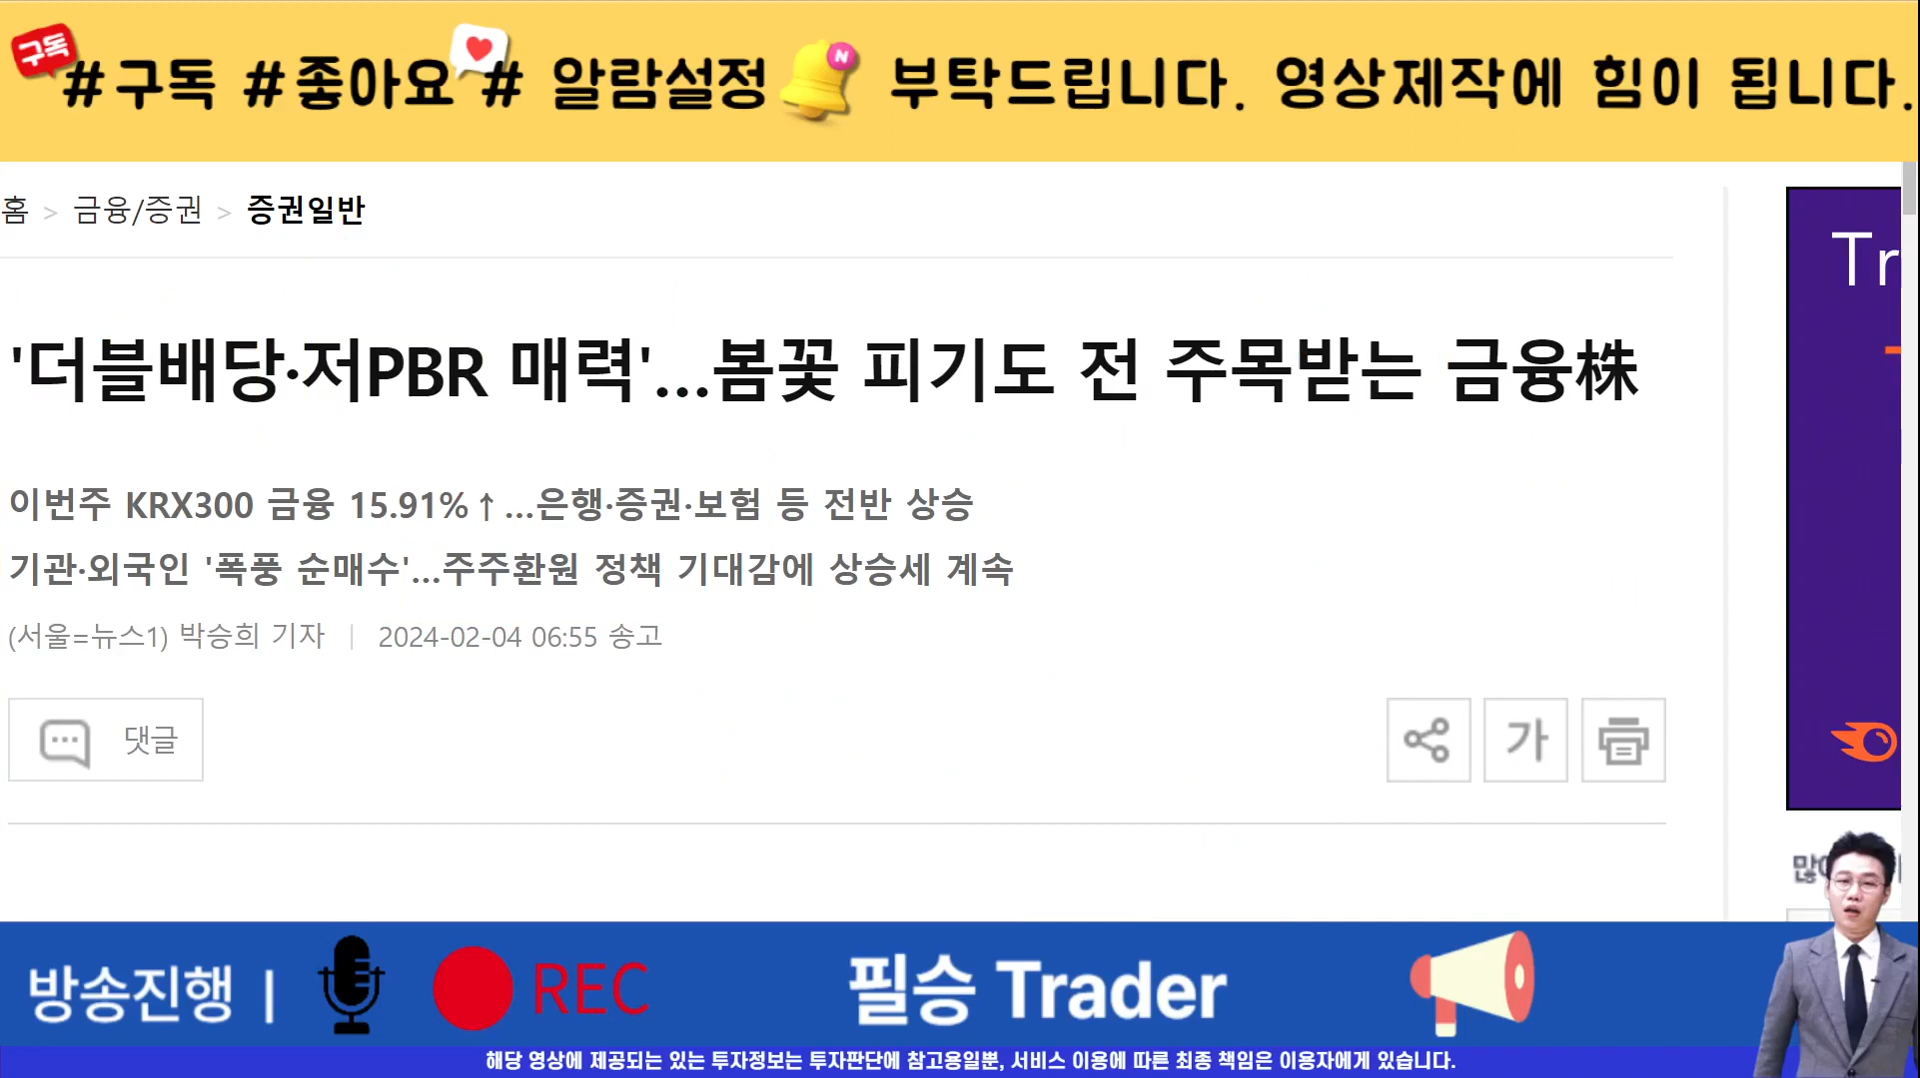 구독
#구독 #좋아요 # 알람설정 N 부탁드립니다. 영상제작에 힘이 됩니다.
홈 > 금융/증권 > 증권일반
Tr
'더블배당·저PBR 매력'...봄꽃 피기도 전 주목받는 금융株
이번주 KRX300 금융 15.91%↑...은행·증권·보험 등 전반 상승
기관·외국인 '폭풍 순매수'...주주환원 정책 기대감에 상승세 계속
(서울=뉴스1) 박승희 기자 | 2024-02-04 06:55 송고
댓글
가
방송진행 | REC 필승 Trader
해당 영상에 제공되는 있는 투자정보는 투자판단에 참고용일뿐, 서비스 이용에 따른 최종 책임은 이용자에게 있습니다.